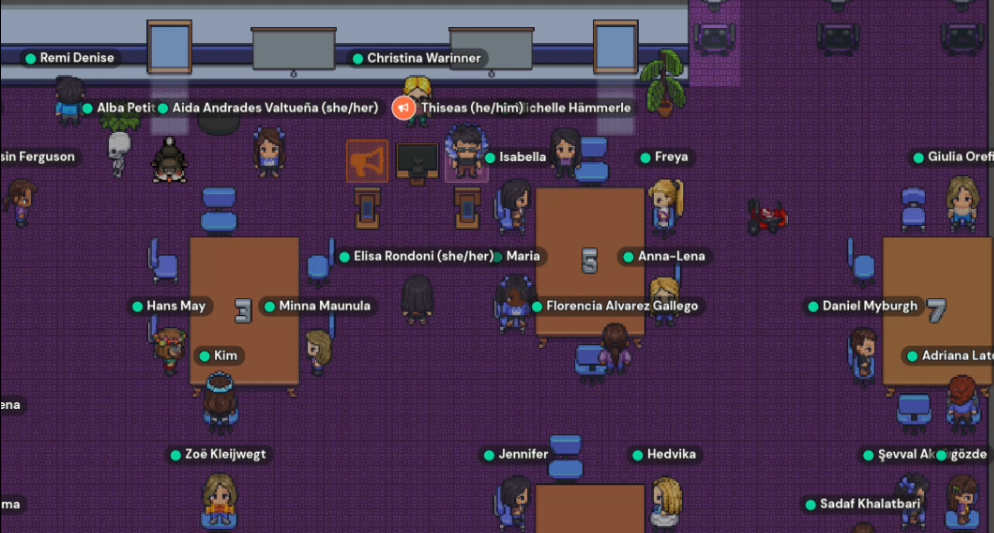 Remi Denise
Christina Warinner
Alba Petit
Aida Andrades Valtueña (she/her)
Thiseas (he/him)
ichelle Hämmerle
sin Ferguson
Isabella
Freya
Giulia Orefi
5
Elisa Rondoni (she/her)
Maria
Anna-Lena
Hans May
Minna Maunula
3
Florencia Alvarez Gallego
Daniel Myburgh
7
Kim
Adriana Lato
ena
Zoë Kleijwegt
Jennifer
Hedvika
Şevval Ak
gözde
ma
Sadaf Khalatbari